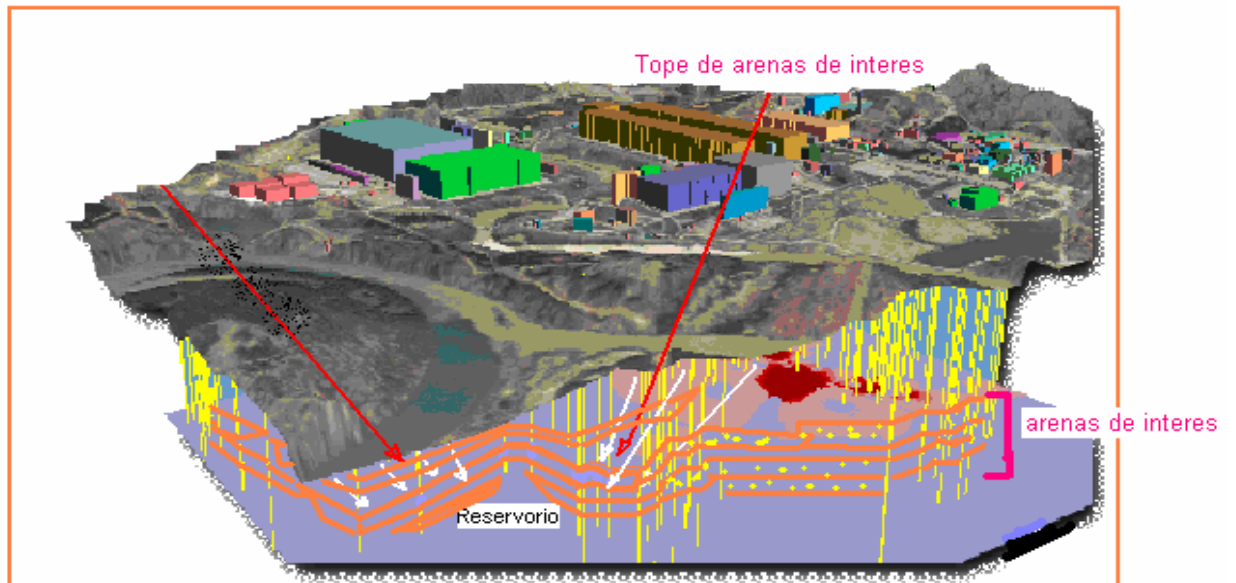 Tope de arenas de interes
arenas de interes
Reservorio